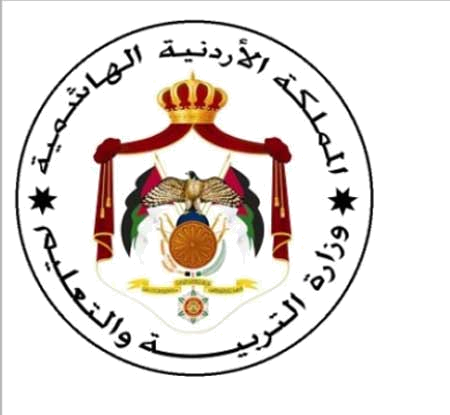 المملكة الأردنية الهاشمية
وزارة التربية والتعليم